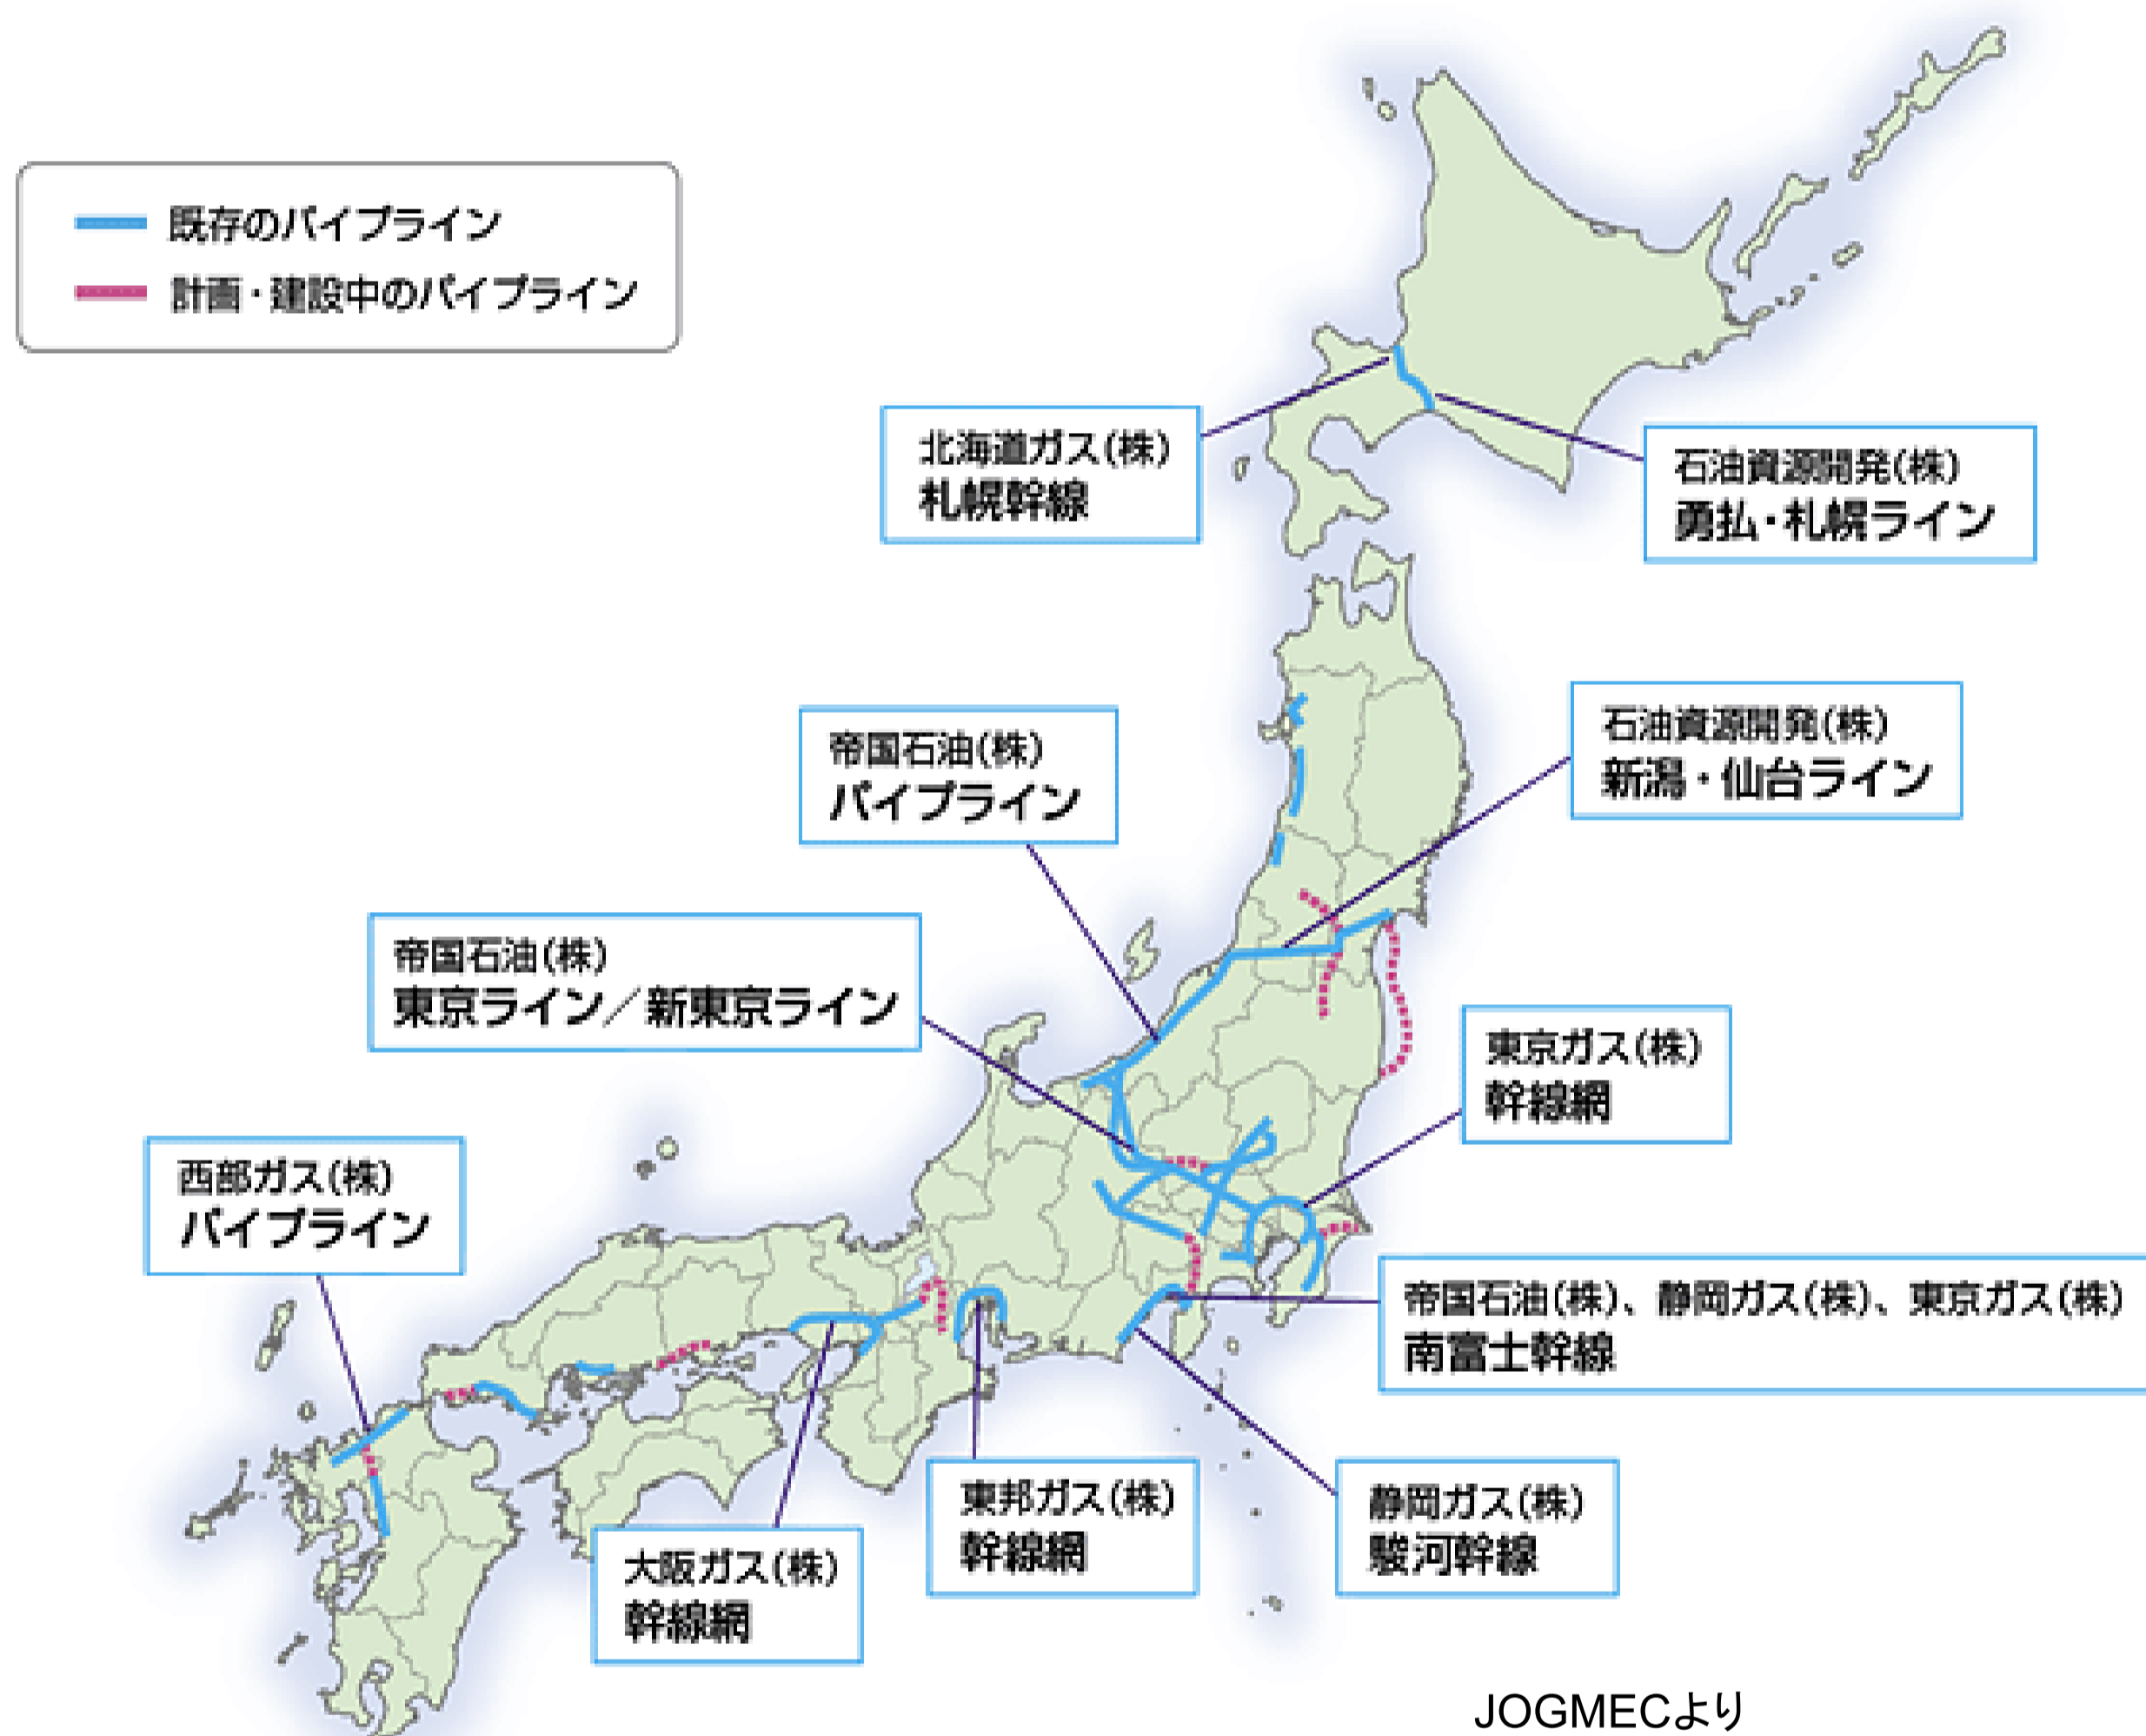 既存のパイプライン
計画・建設中のパイプライン
北海道ガス(株)
札幌幹線
石油資源開発(株)
勇払・札幌ライン
帝国石油(株)
パイプライン
石油資源開発(株)
新潟・仙台ライン
帝国石油(株)
東京ライン／新東京ライン
東京ガス(株)
幹線網
西部ガス(株)
パイプライン
帝国石油(株)、静岡ガス(株)、東京ガス(株)
南富士幹線
東邦ガス(株)
幹線網
静岡ガス(株)
駿河幹線
大阪ガス(株)
幹線網
JOGMECより